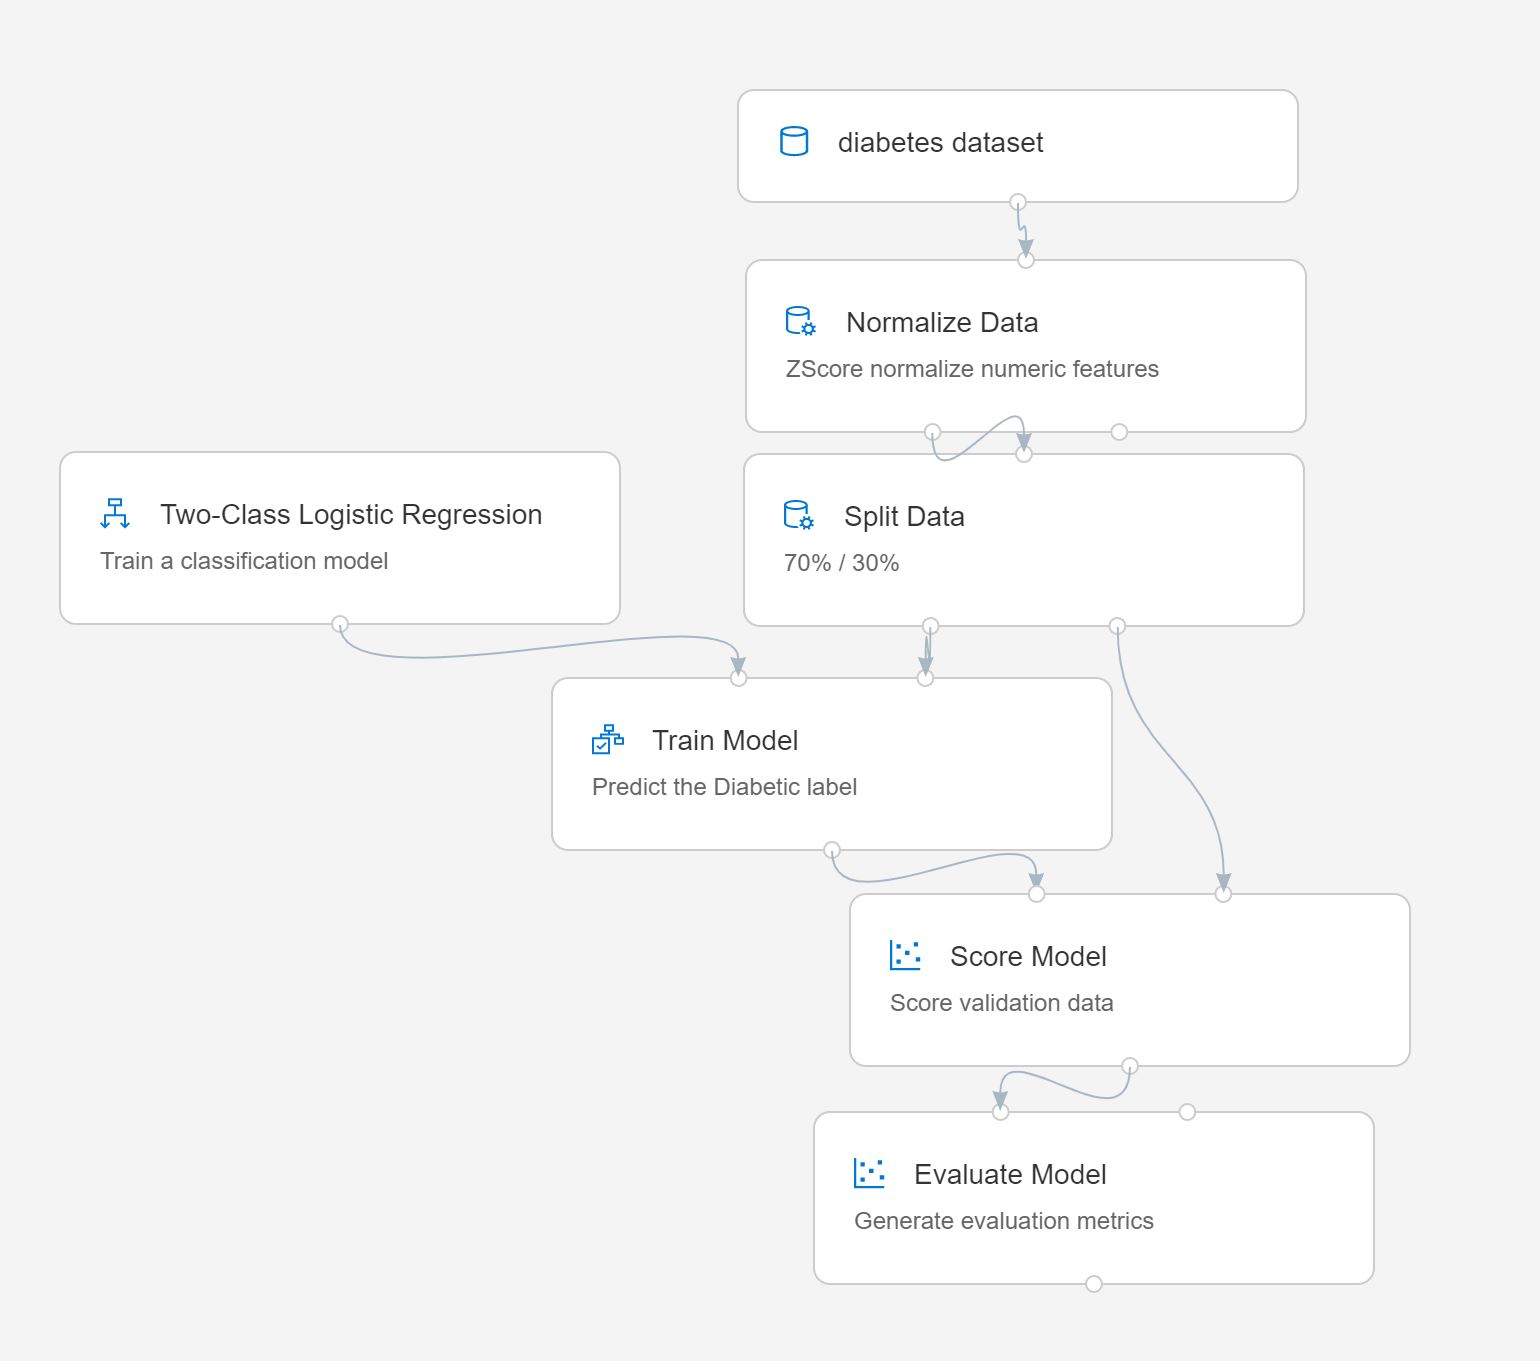 diabetes dataset
Normalize Data
ZScore normalize numeric features
Two-Class Logistic Regression
Train a classification model
Split Data
70% / 30%
Train Model
Predict the Diabetic label
Score Model
Score validation data
Evaluate Model
Generate evaluation metrics